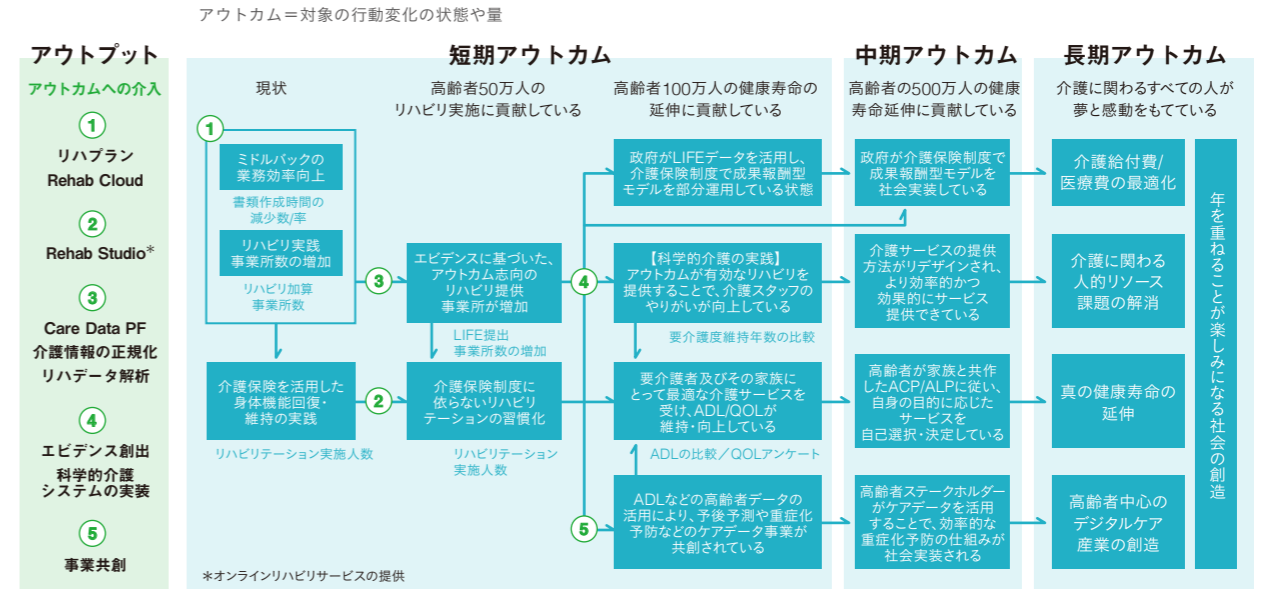 アウトカム＝対象の行動変化の状態や量
アウトプット
アウトカムへの介入
①
リハプラン
Rehab Cloud
②
Rehab Studio＊
③
Care Data PF
介護情報の正規化
リハデータ解析
④
エビデンス創出
科学的介護
システムの実装
⑤
事業共創
短期アウトカム
現状
①
ミドルバックの
業務効率向上
書類作成時間の
減少数/率
リハビリ実践
事業所数の増加
リハビリ加算
事業所数
介護保険を活用した
身体機能回復・
維持の実践
リハビリテーション実施人数
③
②
高齢者50万人の
リハビリ実施に貢献している
エビデンスに基づいた、
アウトカム志向の
リハビリ提供
事業所が増加
LIFE提出
事業所数の増加
介護保険制度に
依らないリハビリ
テーションの習慣化
リハビリテーション
実施人数
④
⑤
高齢者100万人の健康寿命の
延伸に貢献している
政府がLIFEデータを活用し、
介護保険制度で成果報酬型
モデルを部分運用している状態
【科学的介護の実践】
アウトカムが有効なリハビリを
提供することで、介護スタッフの
やりがいが向上している
要介護度維持年数の比較
要介護者及びその家族に
とって最適な介護サービスを
受け、ADL/QOLが
維持・向上している
ADLの比較／QOLアンケート
ADLなどの高齢者データの
活用により、予後予測や重症化
予防などのケアデータ事業が
共創されている
＊オンラインリハビリサービスの提供
中期アウトカム
高齢者の500万人の健康
寿命延伸に貢献している
政府が介護保険制度で
成果報酬型モデルを
社会実装している
介護サービスの提供
方法がリデザインされ、
より効率的かつ
効果的にサービス
提供できている
高齢者が家族と共作
したACP/ALPに従い、
自身の目的に応じた
サービスを
自己選択・決定している
高齢者ステークホルダー
がケアデータを活用
することで、効率的な
重症化予防の仕組みが
社会実装される
長期アウトカム
介護に関わるすべての人が
夢と感動をもてている
介護給付費/
医療費の最適化
介護に関わる
人的リソース
課題の解消
真の健康寿命の
延伸
高齢者中心の
デジタルケア
産業の創造
年を重ねることが楽しみになる社会の創造